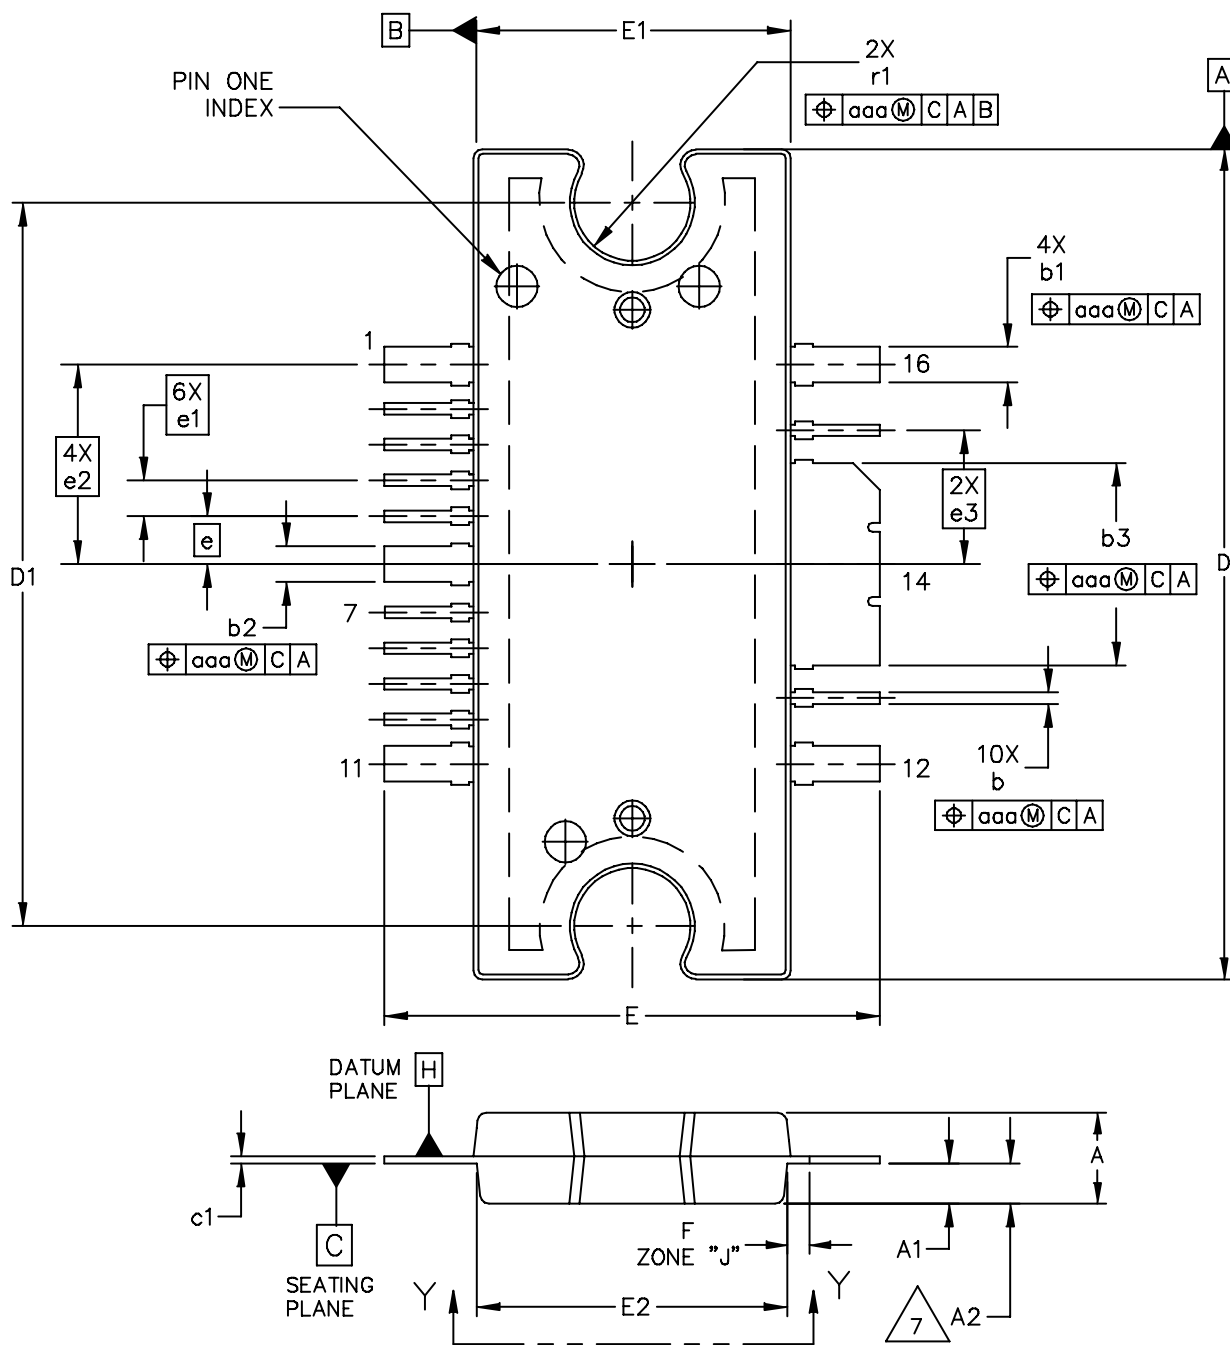 B
E1
2X
r1
⌖ aaa Ⓜ C A B
A
PIN ONE
INDEX
4X
b1
⌖ aaa Ⓜ C A
1
16
6X
e1
4X
e2
2X
e3
e
b3
⌖ aaa Ⓜ C A
D1
D
14
7
b2
⌖ aaa Ⓜ C A
11
12
10X
b
⌖ aaa Ⓜ C A
E
DATUM
PLANE
H
A
c1
C
SEATING
PLANE
F
ZONE "J"
A1
Y
Y
E2
7
A2